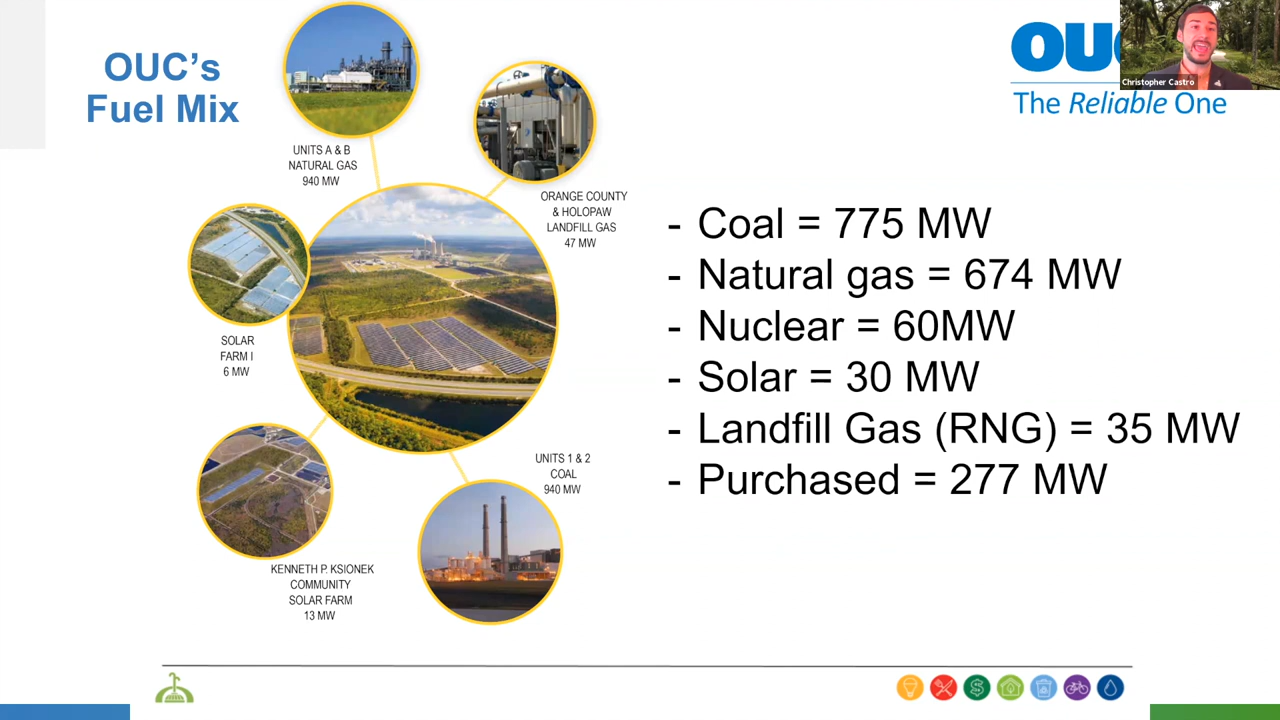 OUC's
Fuel Mix
UNITS A & B
NATURAL GAS
940 MW
ORANGE COUNTY
& HOLOPAW
LANDFILL GAS
47 MW
SOLAR
FARM I
6 MW
KENNETH P. KSIONEK
COMMUNITY
SOLAR FARM
13 MW
UNITS 1 & 2
COAL
940 MW
OUC
The Reliable One
Christopher Castro
- Coal = 775 MW
- Natural gas = 674 MW
- Nuclear = 60MW
- Solar = 30 MW
- Landfill Gas (RNG) = 35 MW
- Purchased = 277 MW